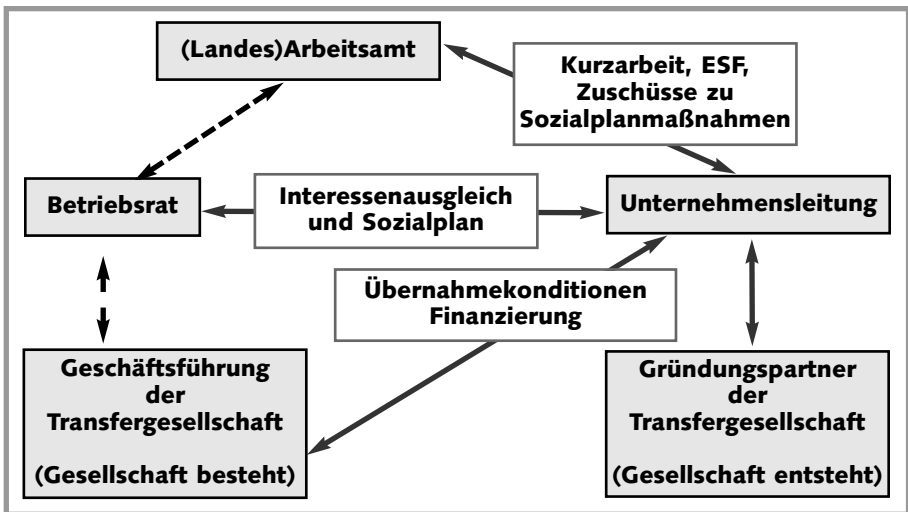 (Landes)Arbeitsamt
Kurzarbeit, ESF,
Zuschüsse zu
Sozialplanmaßnahmen
Betriebsrat
Interessenausgleich
und Sozialplan
Unternehmensleitung
Übernahmekonditionen
Finanzierung
Geschäftsführung
der
Transfergesellschaft
(Gesellschaft besteht)
Gründungspartner
der
Transfergesellschaft
(Gesellschaft entsteht)